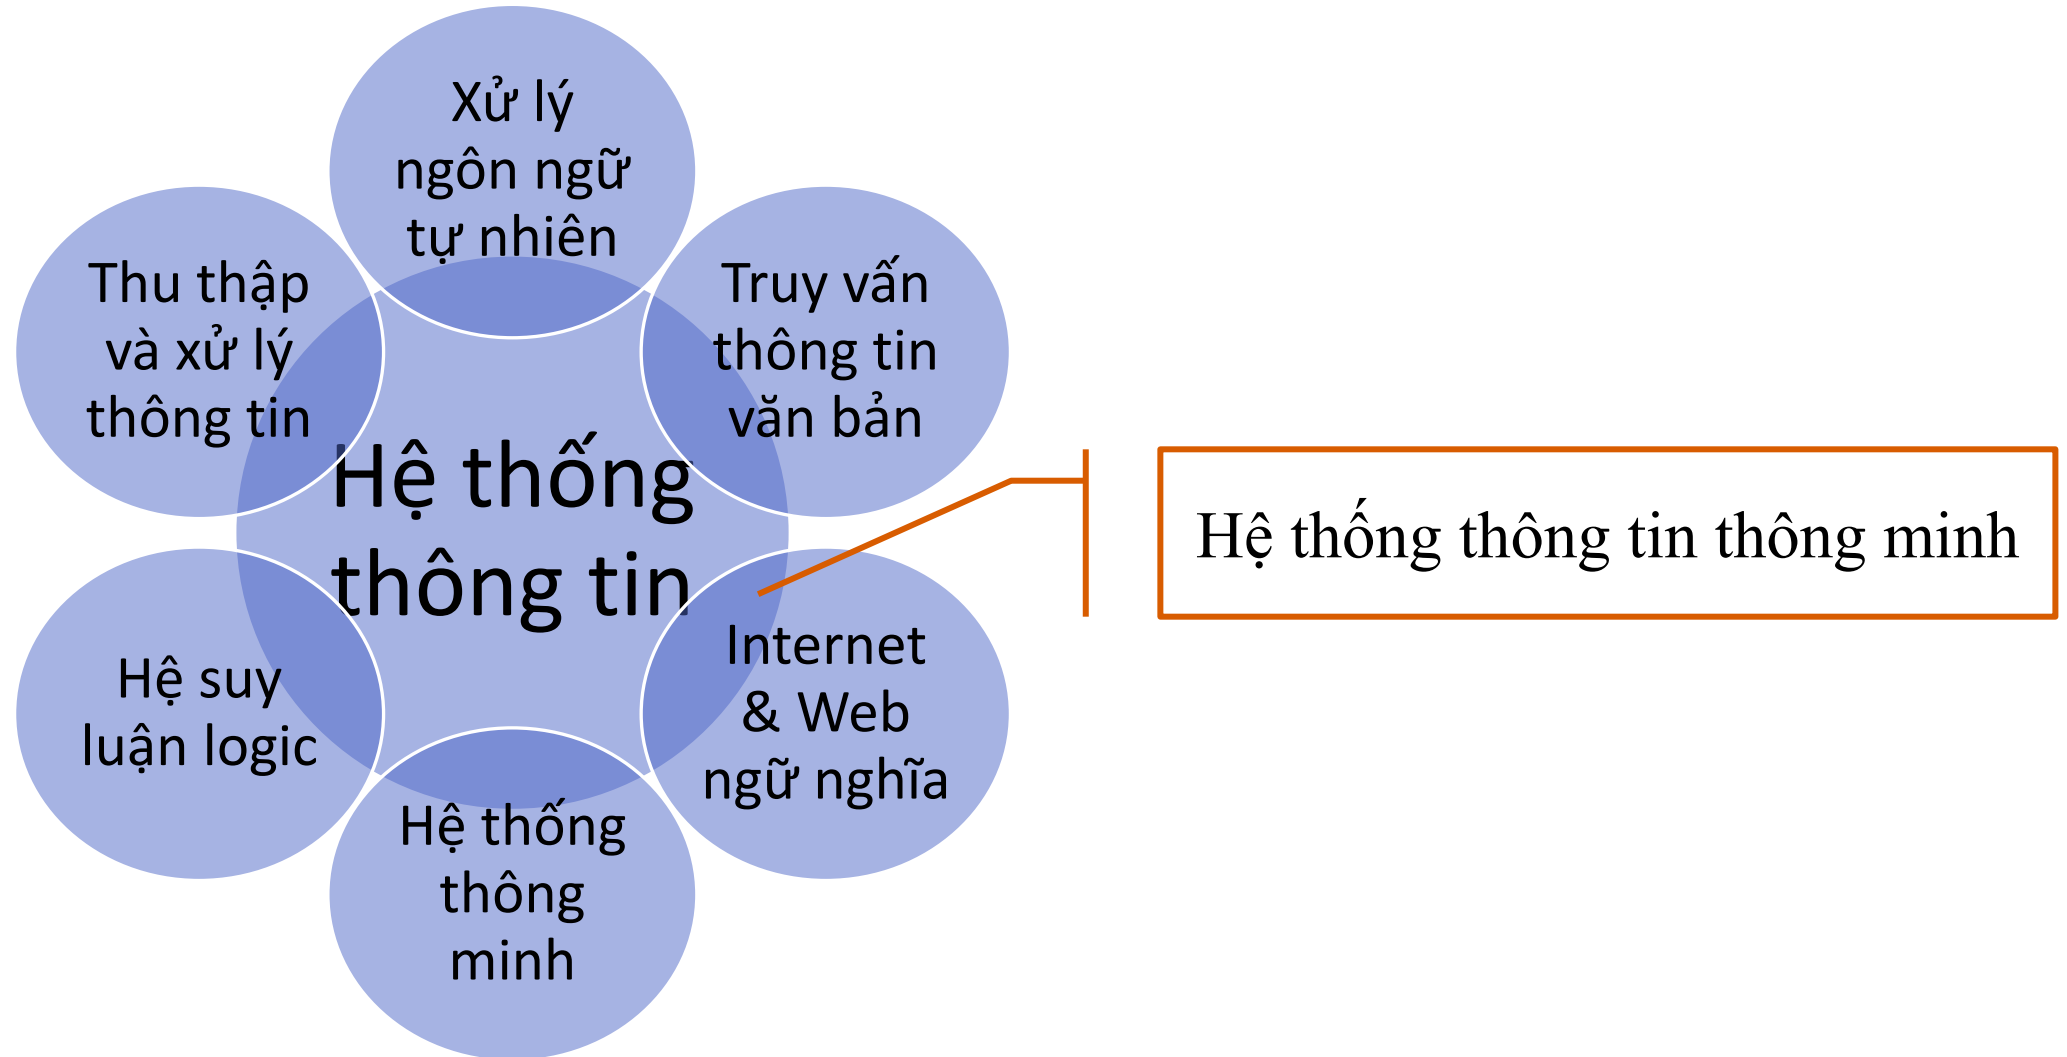 Xử lý
ngôn ngữ
tự nhiên
Truy vấn
thông tin
văn bản
Internet
& Web
ngữ nghĩa
Hệ thống
thông
minh
Hệ suy
luận logic
Thu thập
và xử lý
thông tin
Hệ thống
thông tin
Hệ thống thông tin thông minh